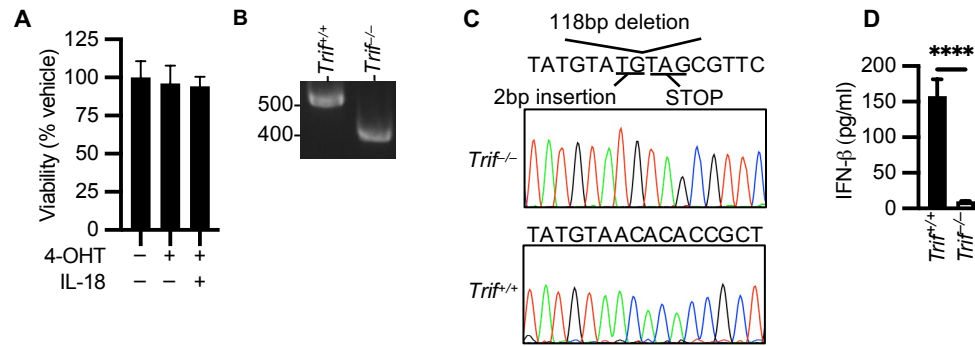 A
Viability (% vehicle)
125
100
75
50
25
0
4-OHT – + +
IL-18 – – +
B
Trif+/+
Trif–/–
500
400
C
118bp deletion
TATGTATGTAGCGTTC
2bp insertion
STOP
Trif–/–
TATGTAACACACCGCT
Trif+/+
D
****
IFN-β (pg/ml)
200
150
100
50
0
Trif+/+
Trif–/–